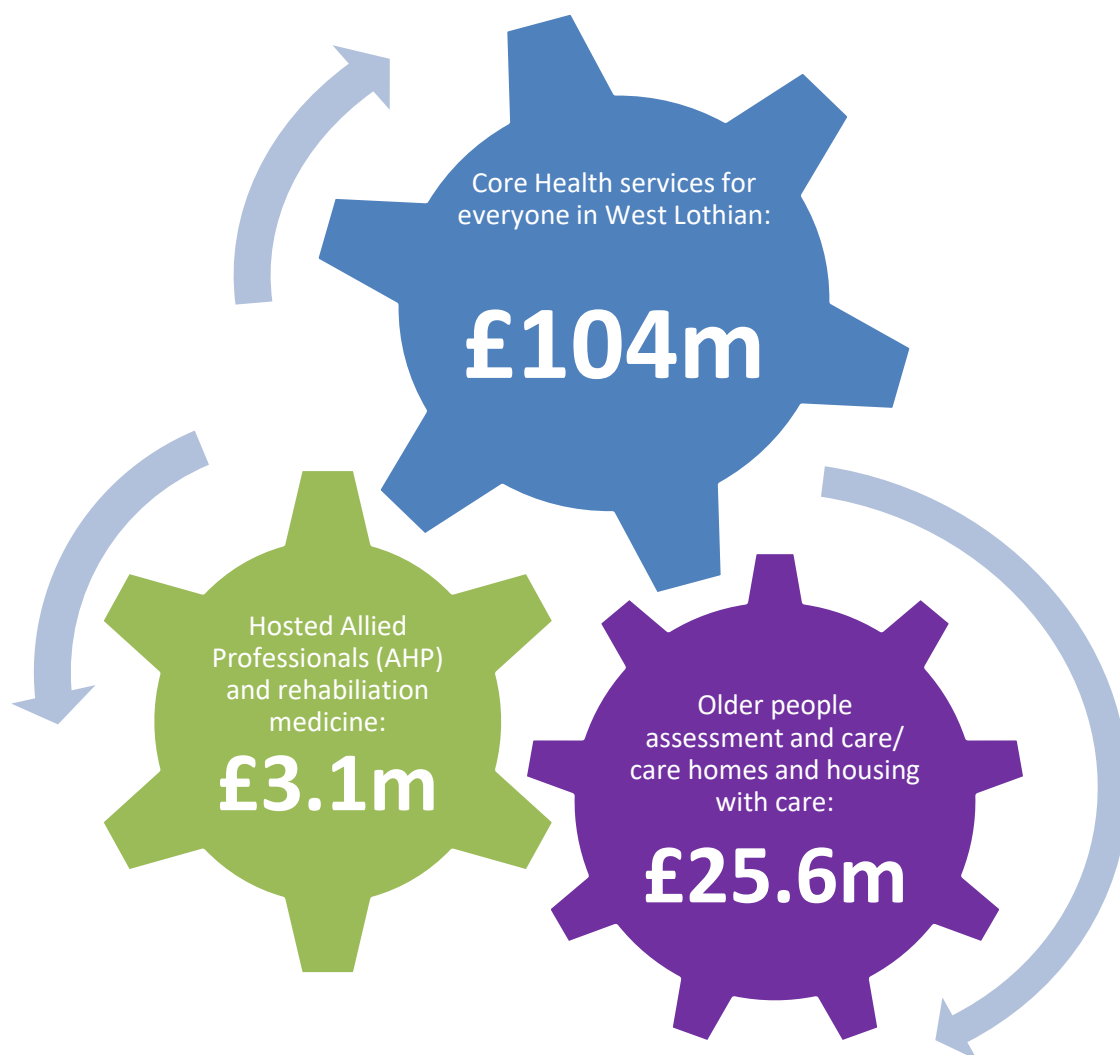 Core Health services for
everyone in West Lothian:
£104m
Hosted Allied
Professionals (AHP)
and rehabiliation
medicine:
£3.1m
Older people
assessment and care/
care homes and housing
with care:
£25.6m